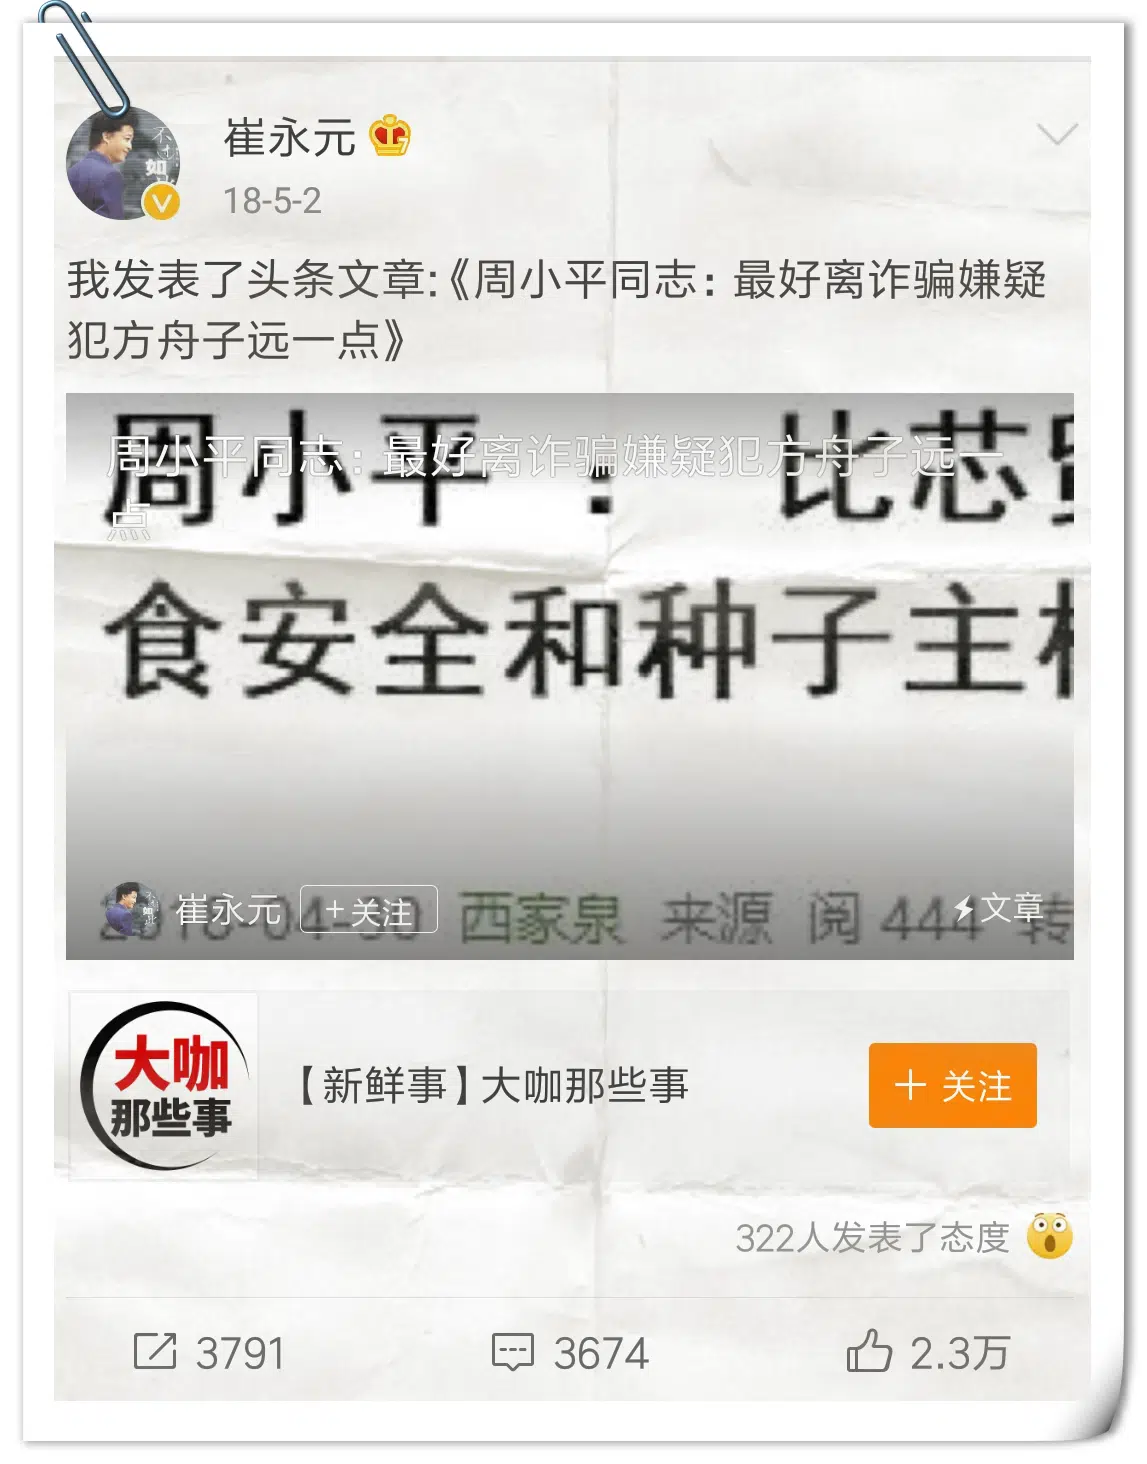 崔永元
18-5-2
我发表了头条文章:《周小平同志：最好离诈骗嫌疑
犯方舟子远一点》
周小平同志：最好离诈骗嫌疑犯方舟子远一
点
周小平： 比芯
食安全和种子主
崔永元 +关注 西家泉 来源 阅 444 转
文章
大咖
那些事
【新鲜事】大咖那些事
+ 关注
322人发表了态度
3791
3674
2.3万